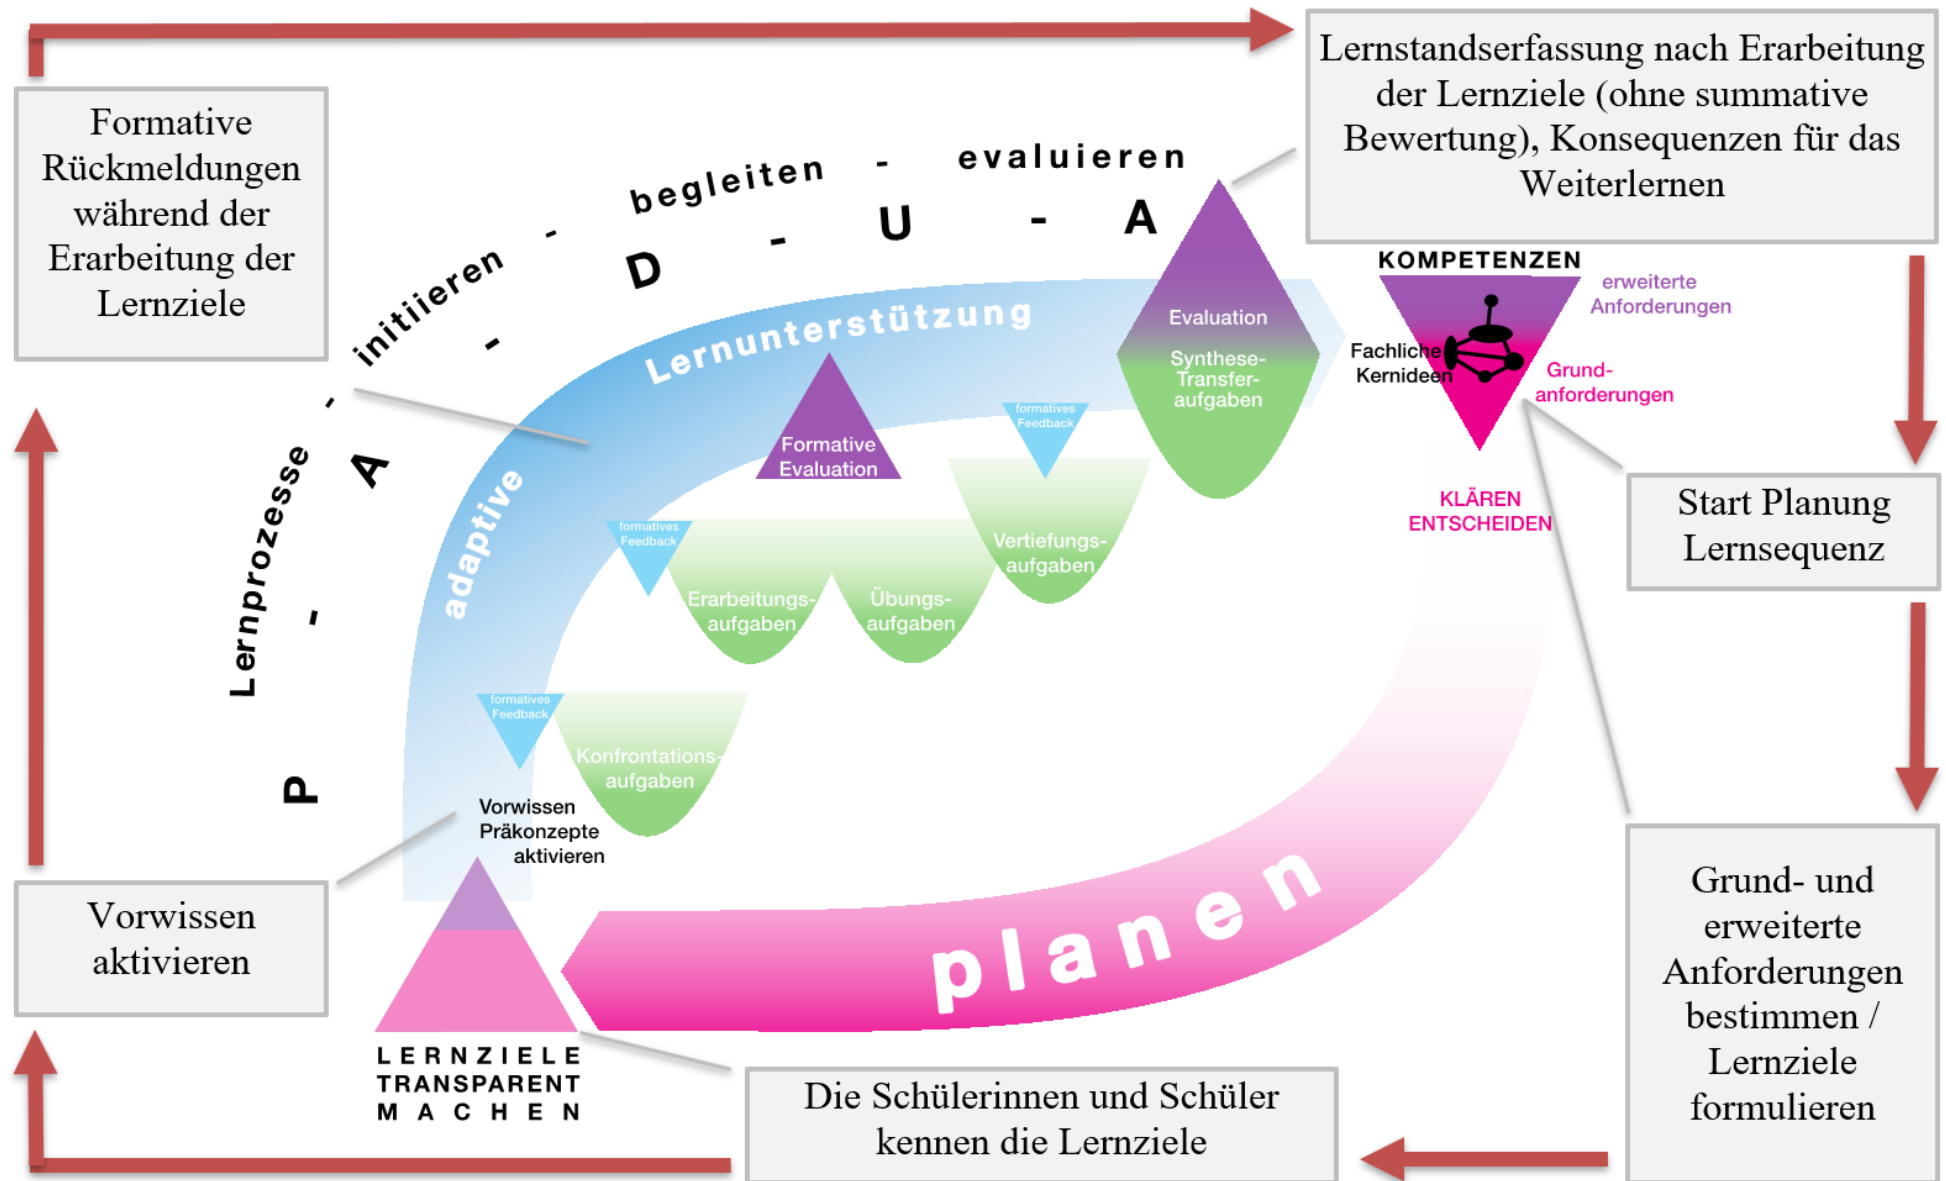 Formative
Rückmeldungen
während der
Erarbeitung der
Lernziele
Lernstandserfassung nach Erarbeitung
der Lernziele (ohne summative
Bewertung), Konsequenzen für das
Weiterlernen
Lernprozesse - initiieren - begleiten - evaluieren
P - A - D - U - A
adaptive Lernunterstützung
KOMPETENZEN
erweiterte
Anforderungen
Fachliche
Kernideen
Grund-
anforderungen
KLÄREN
ENTSCHEIDEN
Evaluation
Synthese-
Transfer-
aufgaben
Formative
Evaluation
formatives
Feedback
Vertiefungs-
aufgaben
formatives
Feedback
Erarbeitungs-
aufgaben
Übungs-
aufgaben
formatives
Feedback
Konfrontations-
aufgaben
Vorwissen
Präkonzepte
aktivieren
Start Planung
Lernsequenz
Vorwissen
aktivieren
planen
Grund- und
erweiterte
Anforderungen
bestimmen /
Lernziele
formulieren
LERNZIELE
TRANSPARENT
MACHEN
Die Schülerinnen und Schüler
kennen die Lernziele